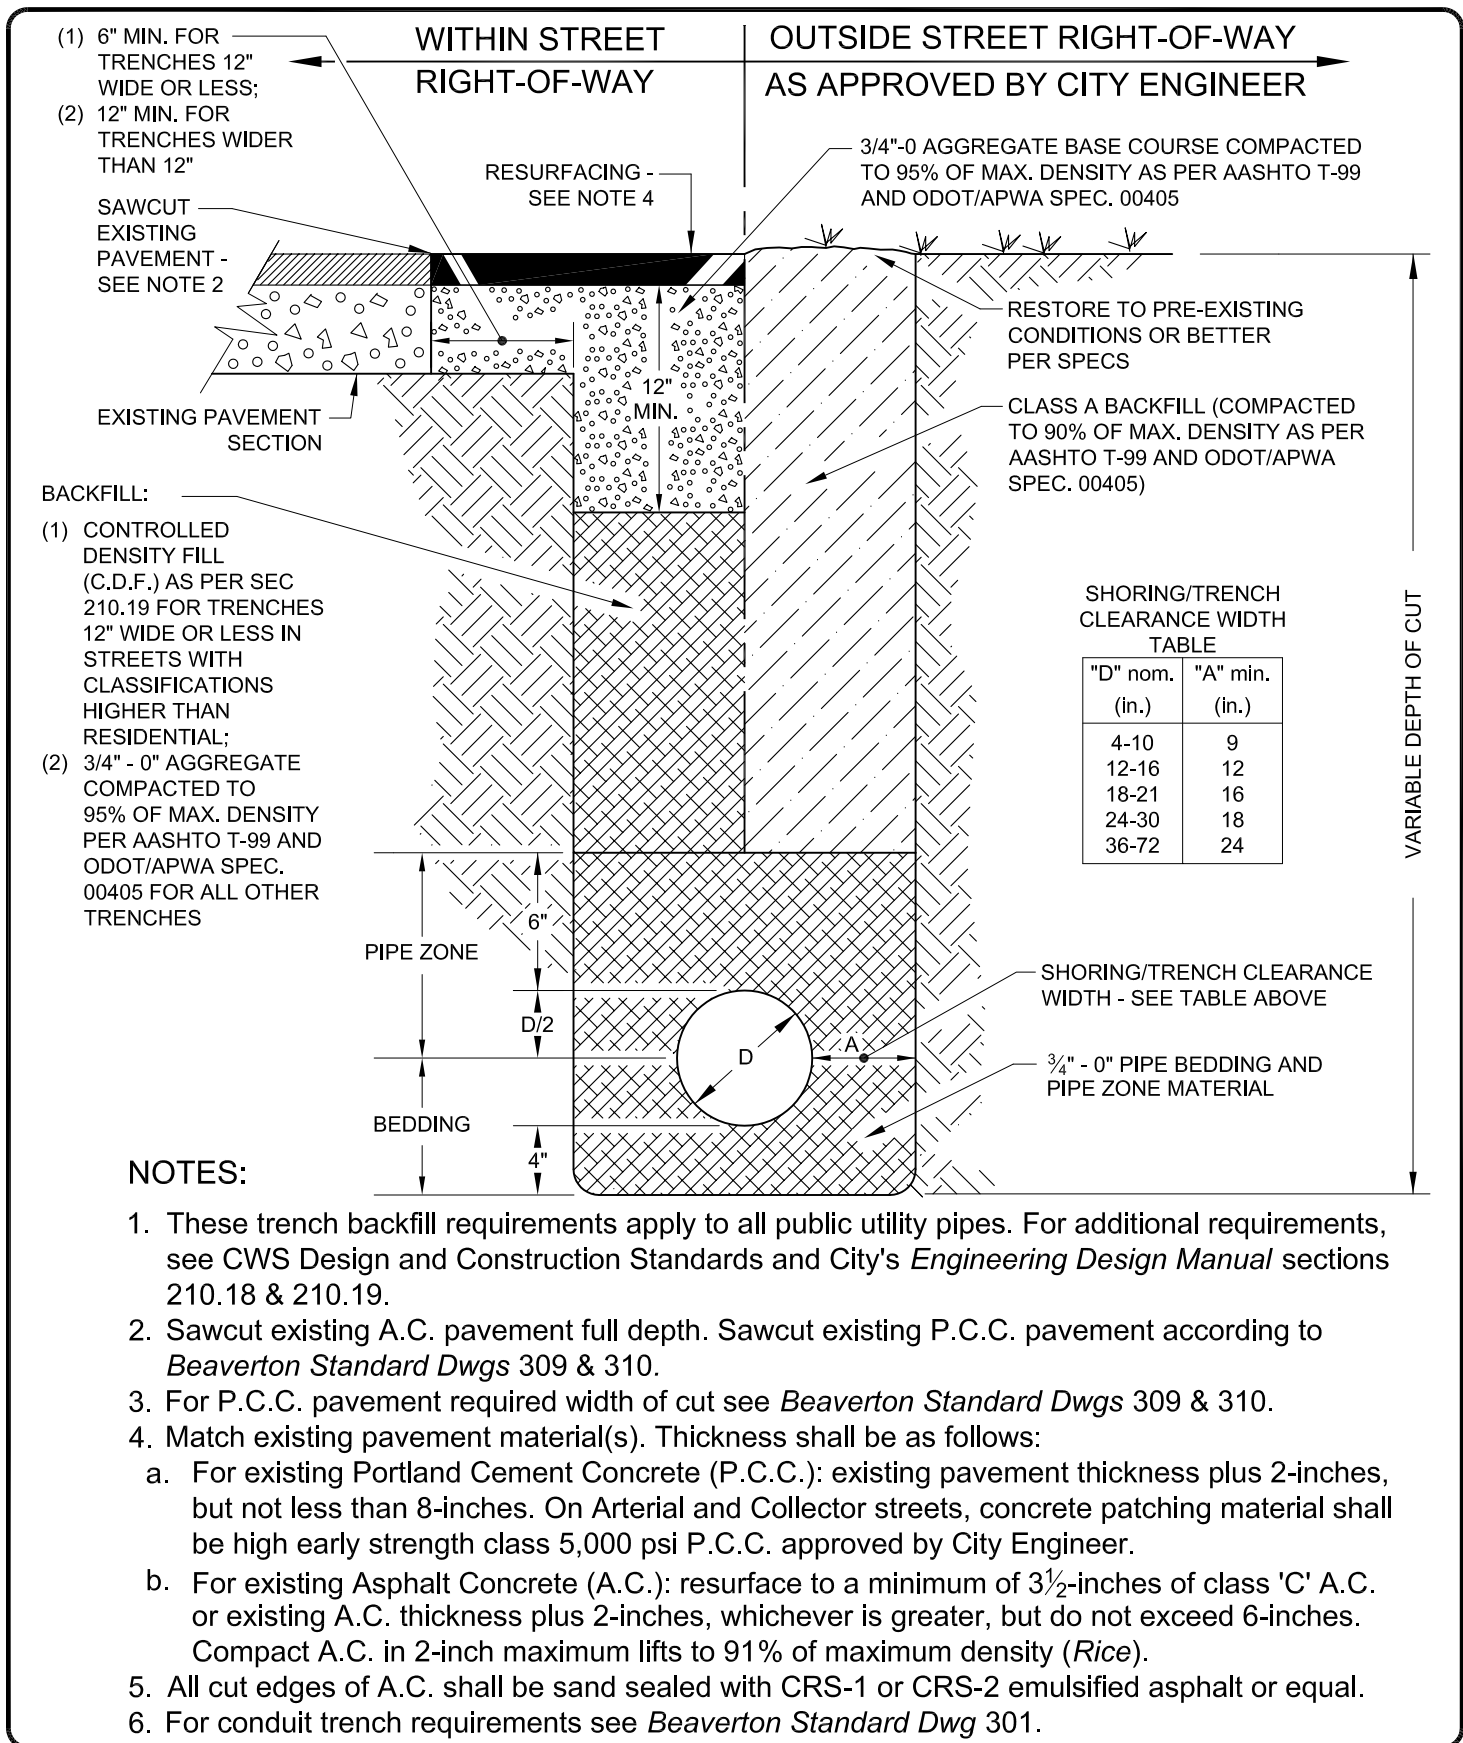 (1) 6" MIN. FOR
TRENCHES 12"
WIDE OR LESS;
(2) 12" MIN. FOR
TRENCHES WIDER
THAN 12"
WITHIN STREET
RIGHT-OF-WAY
OUTSIDE STREET RIGHT-OF-WAY
AS APPROVED BY CITY ENGINEER
RESURFACING -
SEE NOTE 4
3/4"-0 AGGREGATE BASE COURSE COMPACTED
TO 95% OF MAX. DENSITY AS PER AASHTO T-99
AND ODOT/APWA SPEC. 00405
SAWCUT
EXISTING
PAVEMENT -
SEE NOTE 2
RESTORE TO PRE-EXISTING
CONDITIONS OR BETTER
PER SPECS
12"
MIN.
EXISTING PAVEMENT
SECTION
CLASS A BACKFILL (COMPACTED
TO 90% OF MAX. DENSITY AS PER
AASHTO T-99 AND ODOT/APWA
SPEC. 00405)
BACKFILL:
(1) CONTROLLED
DENSITY FILL
(C.D.F.) AS PER SEC
210.19 FOR TRENCHES
12" WIDE OR LESS IN
STREETS WITH
CLASSIFICATIONS
HIGHER THAN
RESIDENTIAL;
(2) 3/4" - 0" AGGREGATE
COMPACTED TO
95% OF MAX. DENSITY
PER AASHTO T-99 AND
ODOT/APWA SPEC.
00405 FOR ALL OTHER
TRENCHES
SHORING/TRENCH
CLEARANCE WIDTH
TABLE
"D" nom. "A" min.
(in.) (in.)
4-10 9
12-16 12
18-21 16
24-30 18
36-72 24
VARIABLE DEPTH OF CUT
6"
PIPE ZONE
D/2
D
A
SHORING/TRENCH CLEARANCE
WIDTH - SEE TABLE ABOVE
3/4" - 0" PIPE BEDDING AND
PIPE ZONE MATERIAL
BEDDING
4"
NOTES:
1. These trench backfill requirements apply to all public utility pipes. For additional requirements,
see CWS Design and Construction Standards and City's Engineering Design Manual sections
210.18 & 210.19.
2. Sawcut existing A.C. pavement full depth. Sawcut existing P.C.C. pavement according to
Beaverton Standard Dwgs 309 & 310.
3. For P.C.C. pavement required width of cut see Beaverton Standard Dwgs 309 & 310.
4. Match existing pavement material(s). Thickness shall be as follows:
a. For existing Portland Cement Concrete (P.C.C.): existing pavement thickness plus 2-inches,
but not less than 8-inches. On Arterial and Collector streets, concrete patching material shall
be high early strength class 5,000 psi P.C.C. approved by City Engineer.
b. For existing Asphalt Concrete (A.C.): resurface to a minimum of 3 1/2-inches of class 'C' A.C.
or existing A.C. thickness plus 2-inches, whichever is greater, but do not exceed 6-inches.
Compact A.C. in 2-inch maximum lifts to 91% of maximum density (Rice).
5. All cut edges of A.C. shall be sand sealed with CRS-1 or CRS-2 emulsified asphalt or equal.
6. For conduit trench requirements see Beaverton Standard Dwg 301.